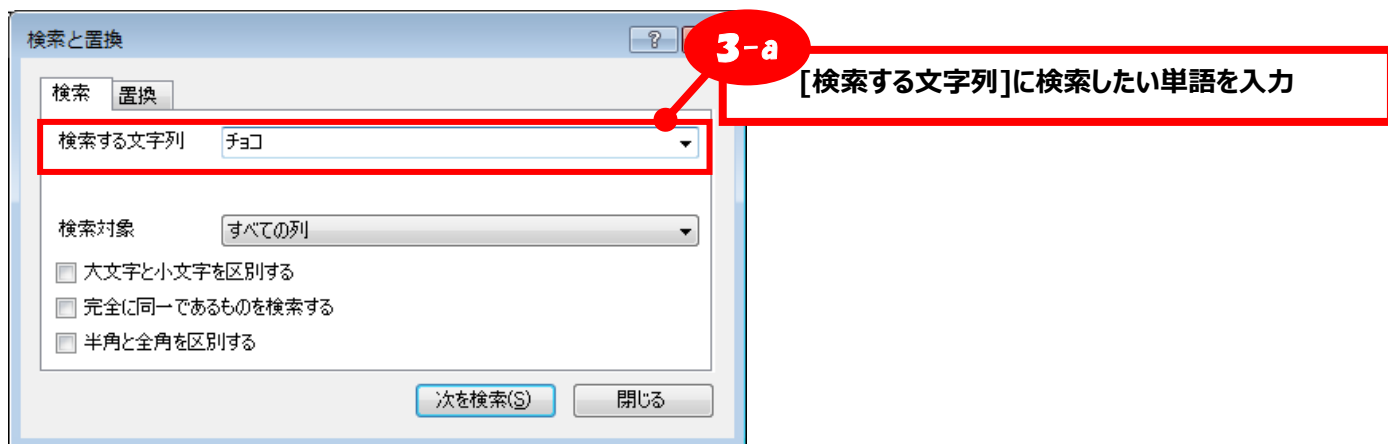 検索と置換
?
3-a
[検索する文字列]に検索したい単語を入力
検索 置換
検索する文字列 チョコ
検索対象 すべての列
大文字と小文字を区別する
完全に同一であるものを検索する
半角と全角を区別する
次を検索(S) 閉じる